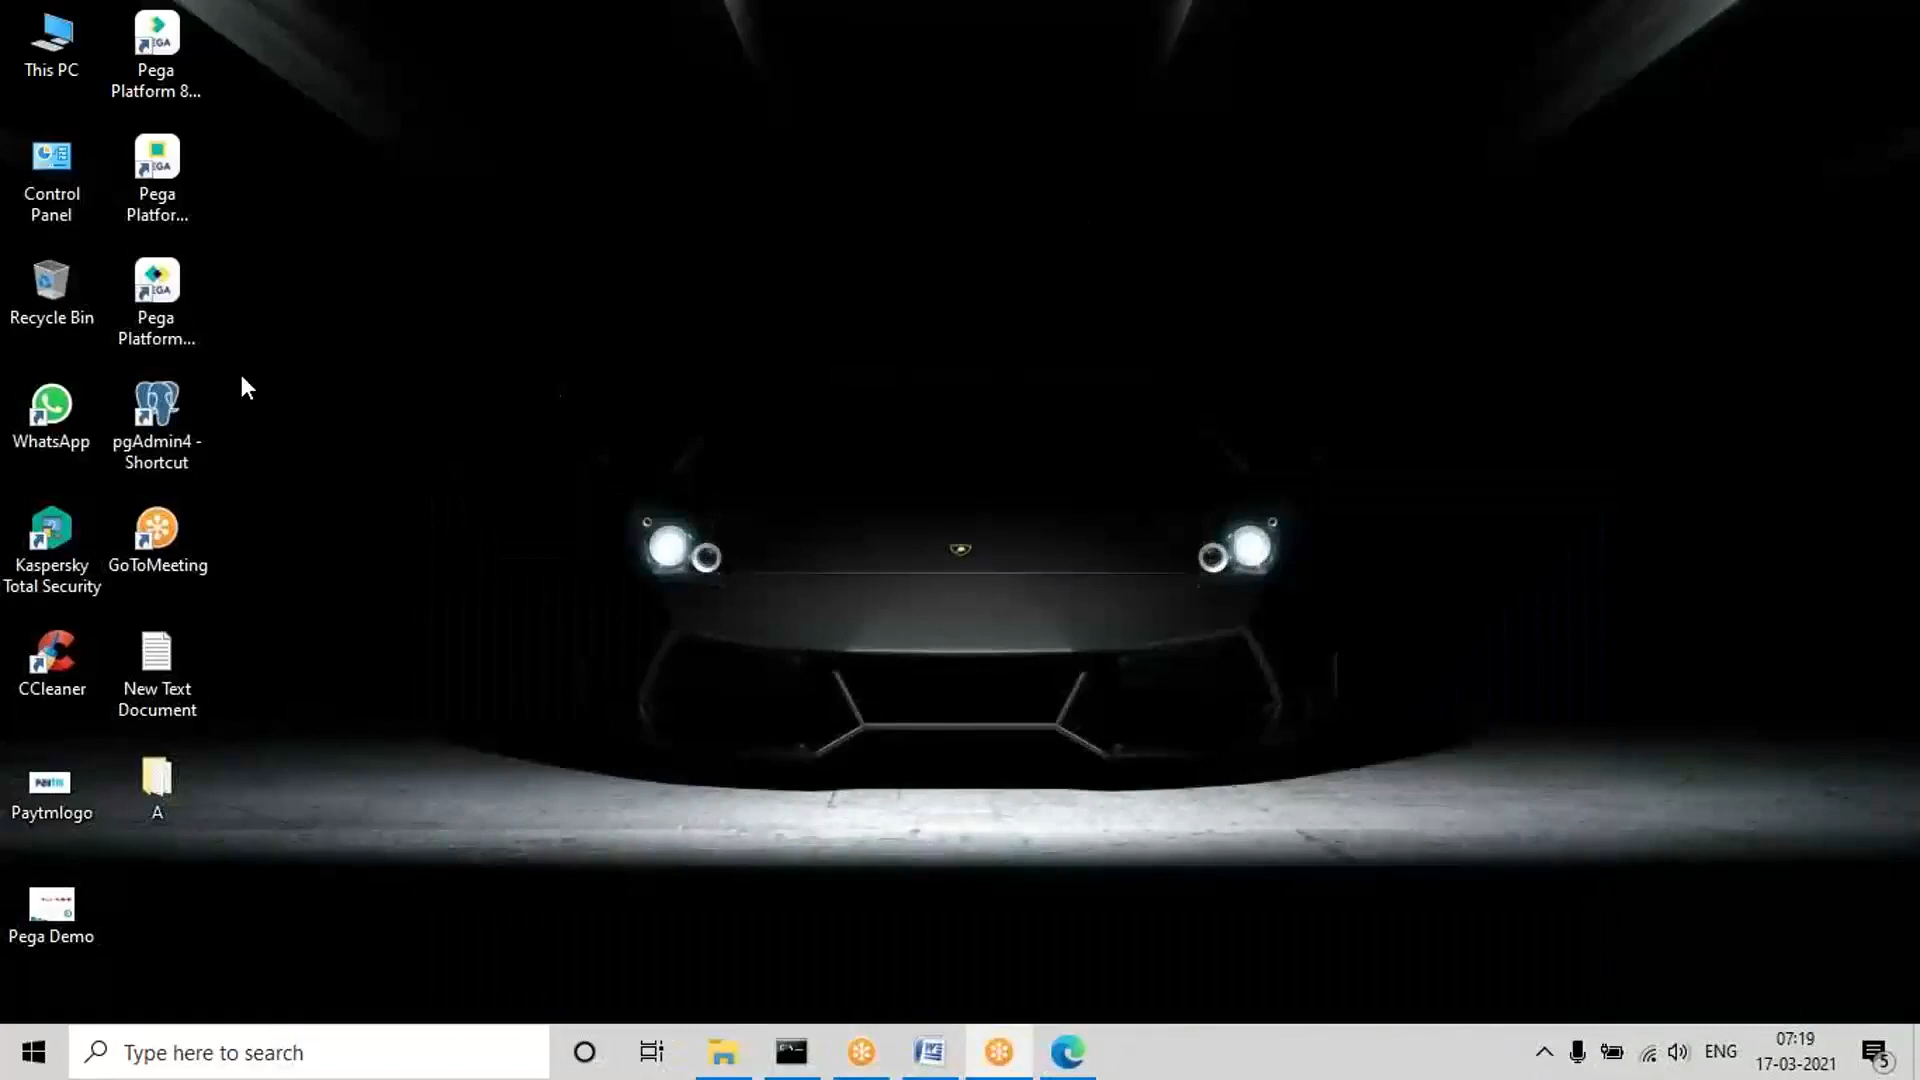 This PC
Pega
Platform 8...
Control
Panel
Pega
Platfor...
Recycle Bin
Pega
Platform...
WhatsApp
pgAdmin4 -
Shortcut
Kaspersky
Total Security
GoToMeeting
CCleaner
New Text
Document
Paytmlogo
A
Pega Demo
Type here to search
ENG
07:19
17-03-2021
5